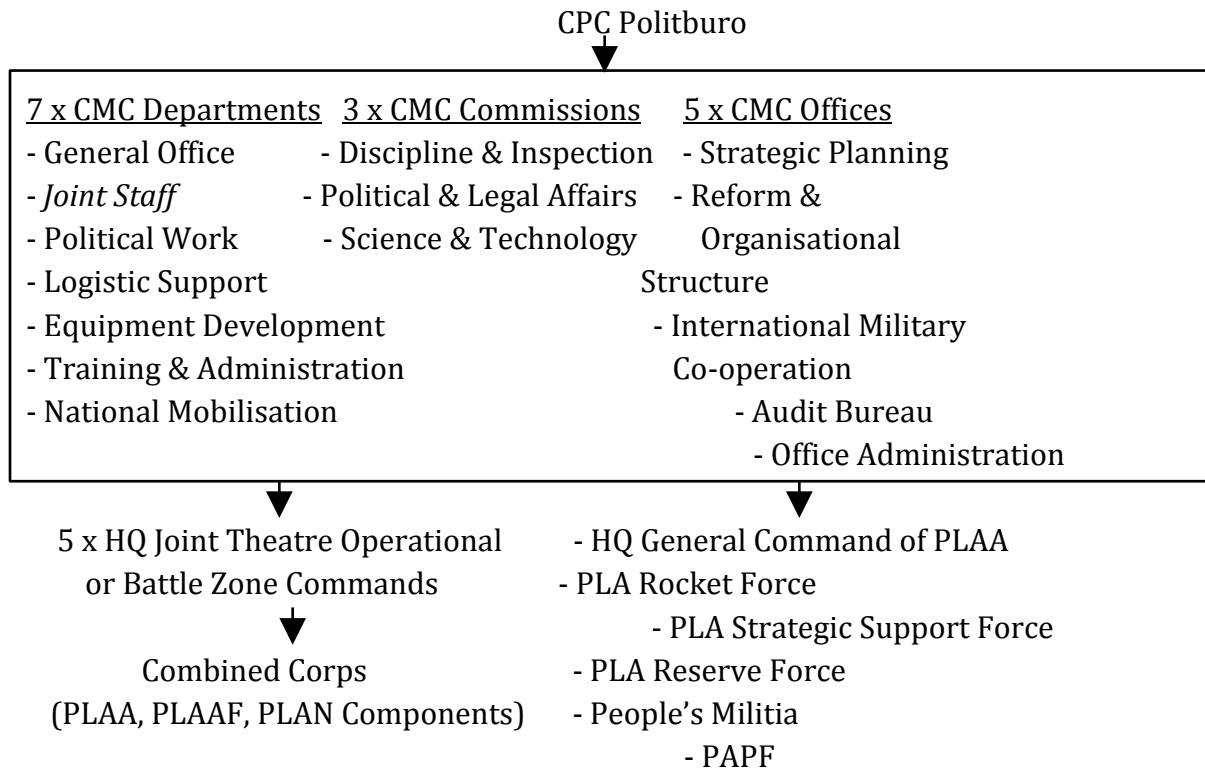 CPC Politburo
7 x CMC Departments
- General Office
- Joint Staff
- Political Work
- Logistic Support
- Equipment Development
- Training & Administration
- National Mobilisation
3 x CMC Commissions
- Discipline & Inspection
- Political & Legal Affairs
- Science & Technology
5 x CMC Offices
- Strategic Planning
- Reform &
Organisational
Structure
- International Military
Co-operation
- Audit Bureau
- Office Administration
5 x HQ Joint Theatre Operational
or Battle Zone Commands
Combined Corps
(PLAA, PLAAF, PLAN Components)
- HQ General Command of PLAA
- PLA Rocket Force
- PLA Strategic Support Force
- PLA Reserve Force
- People’s Militia
- PAPF